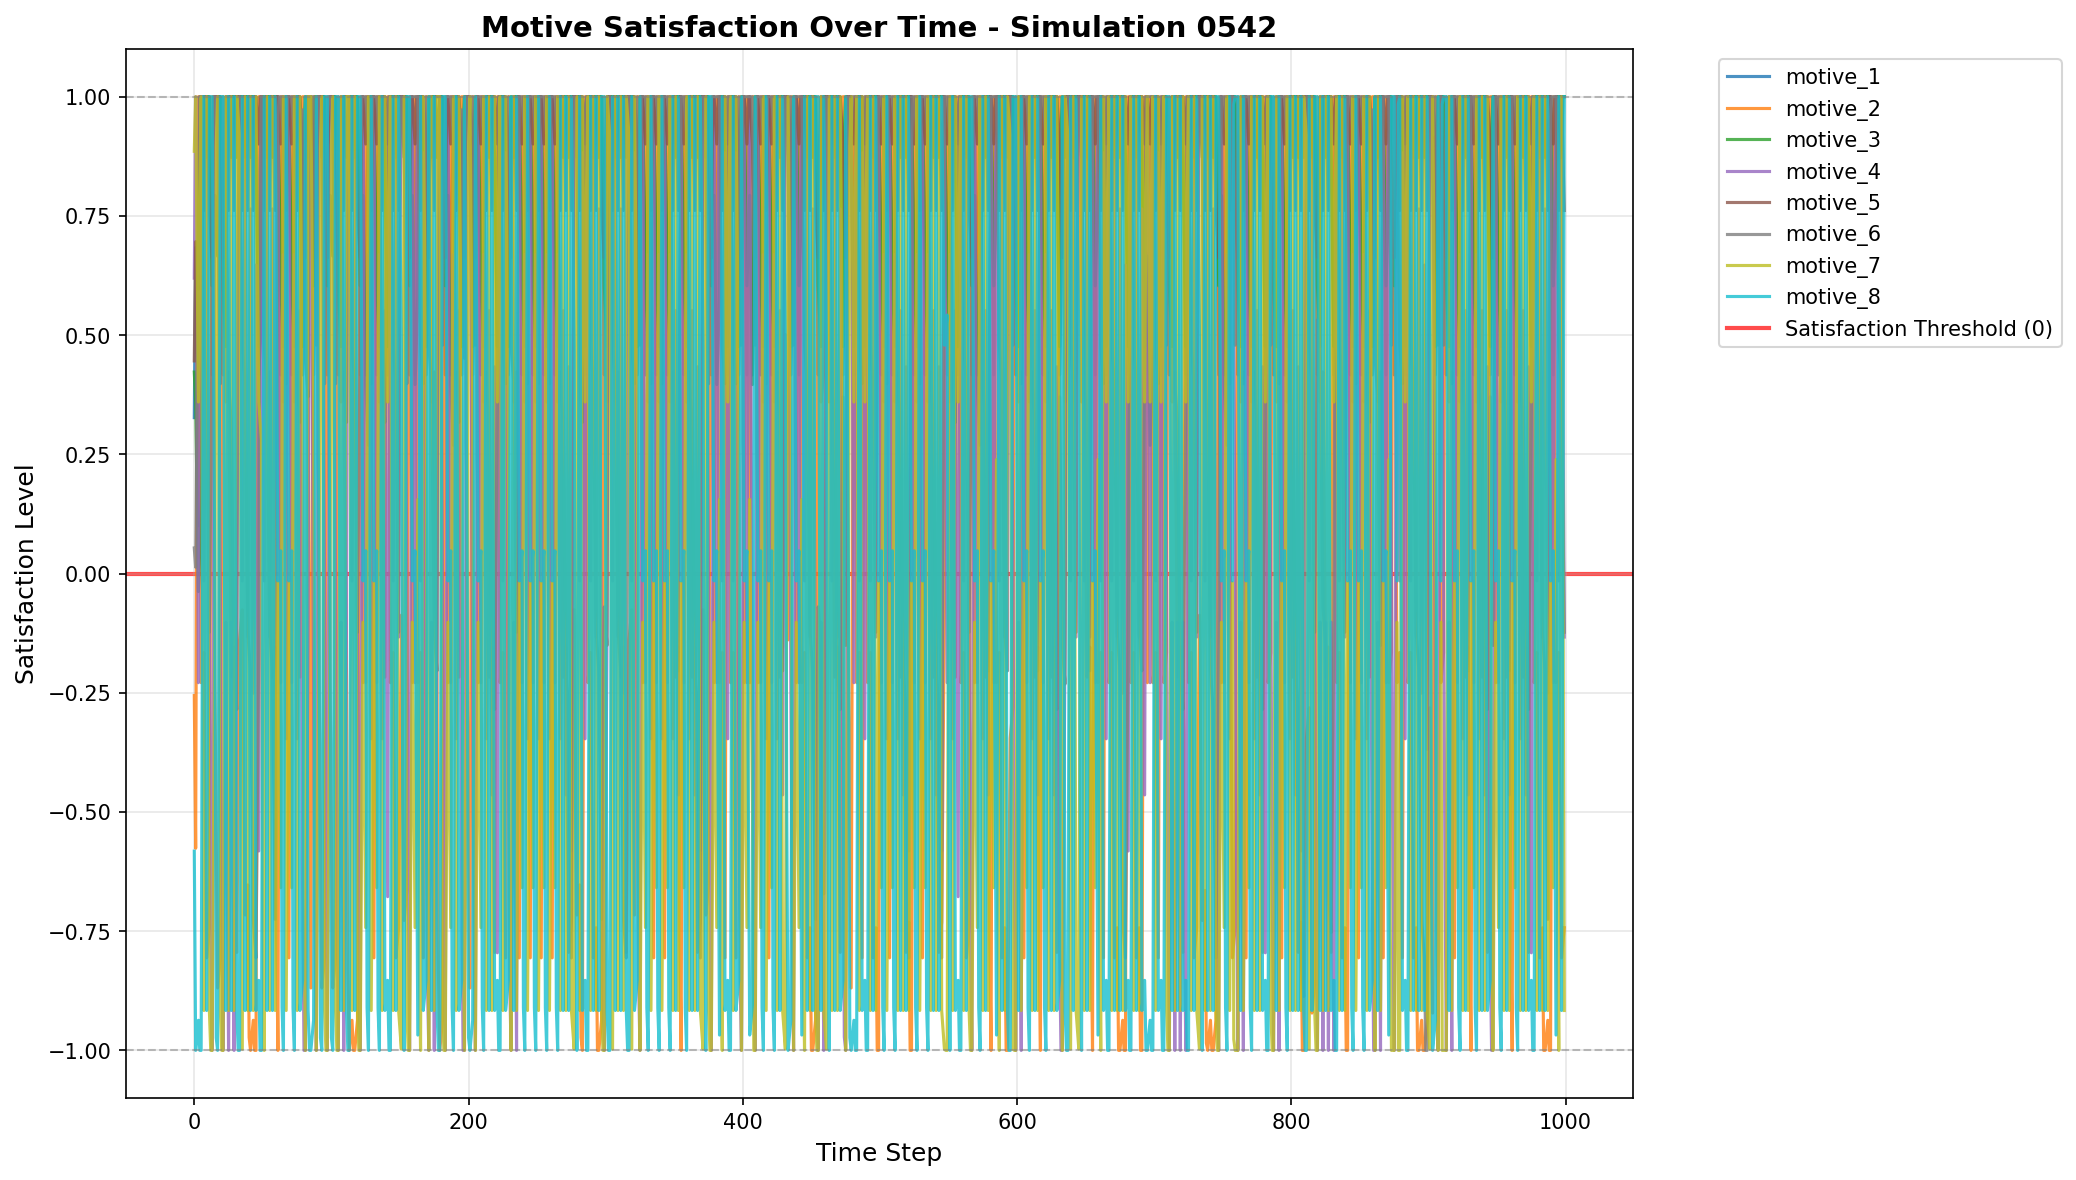 Motive Satisfaction Over Time - Simulation 0542
1.00
0.75
0.50
0.25
0.00
−0.25
−0.50
−0.75
−1.00
Satisfaction Level
0
200
400
600
800
1000
Time Step
motive_1
motive_2
motive_3
motive_4
motive_5
motive_6
motive_7
motive_8
Satisfaction Threshold (0)